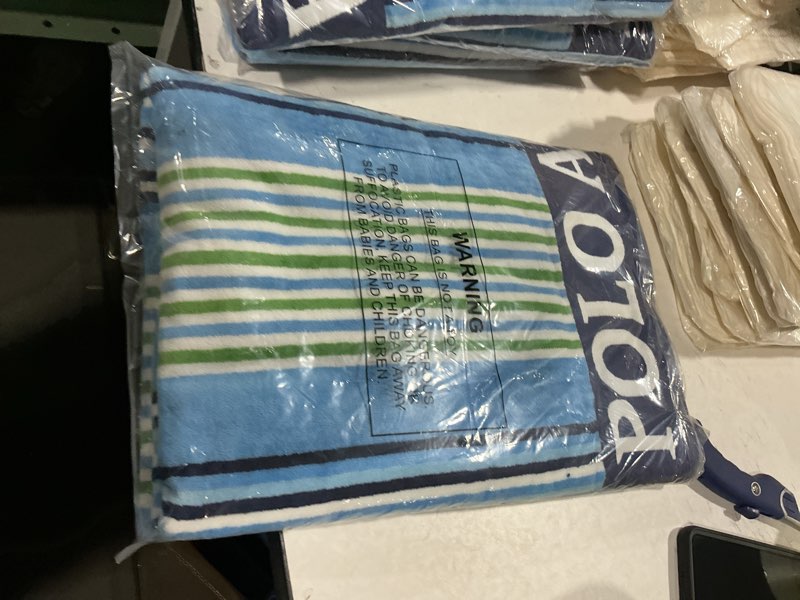 POLO A
WARNING
THIS BAG IS NOT A TOY
PLASTIC BAGS CAN BE DANGEROUS.
TO AVOID DANGER OF CHOKING OR
SUFFOCATION, KEEP THIS BAG AWAY
FROM BABIES AND CHILDREN.